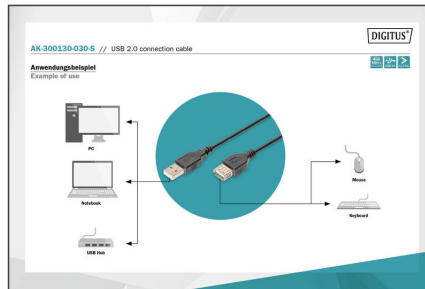 DIGITUS®
AK-300130-030-S // USB 2.0 connection cable
Anwendungsbeispiel
Example of use
PC
Notebook
USB Hub
Mouse
Keyboard